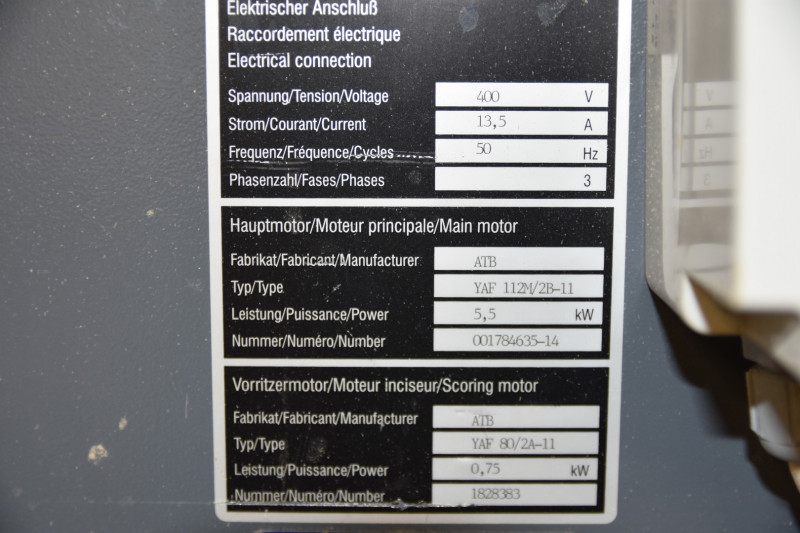 Elektrischer Anschluß
Raccordement électrique
Electrical connection
Spannung/Tension/Voltage 400 V
Strom/Courant/Current 13,5 A
Frequenz/Fréquence/Cycles 50 Hz
Phasenzahl/Fases/Phases 3
Hauptmotor/Moteur principale/Main motor
Fabrikat/Fabricant/Manufacturer ATB
Typ/Type YAF 112M/2B-11
Leistung/Puissance/Power 5,5 kW
Nummer/Numéro/Number 001784635-14
Vorritzermotor/Moteur inciseur/Scoring motor
Fabrikat/Fabricant/Manufacturer ATB
Typ/Type YAF 80/2A-11
Leistung/Puissance/Power 0,75 kW
Nummer/Numéro/Number 1828383